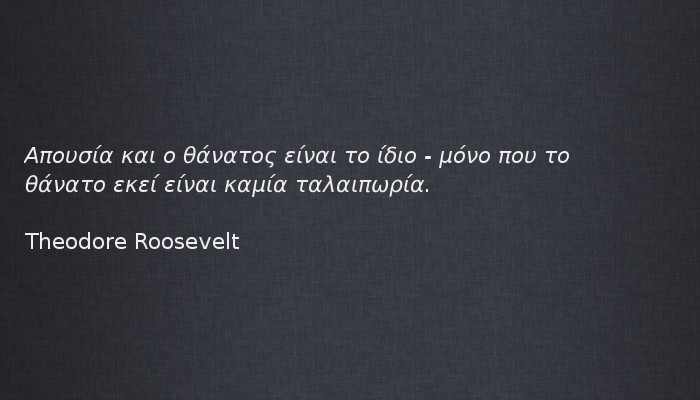 Απουσία και ο θάνατος είναι το ίδιο - μόνο που το
θάνατο εκεί είναι καμία ταλαιπωρία.
Theodore Roosevelt